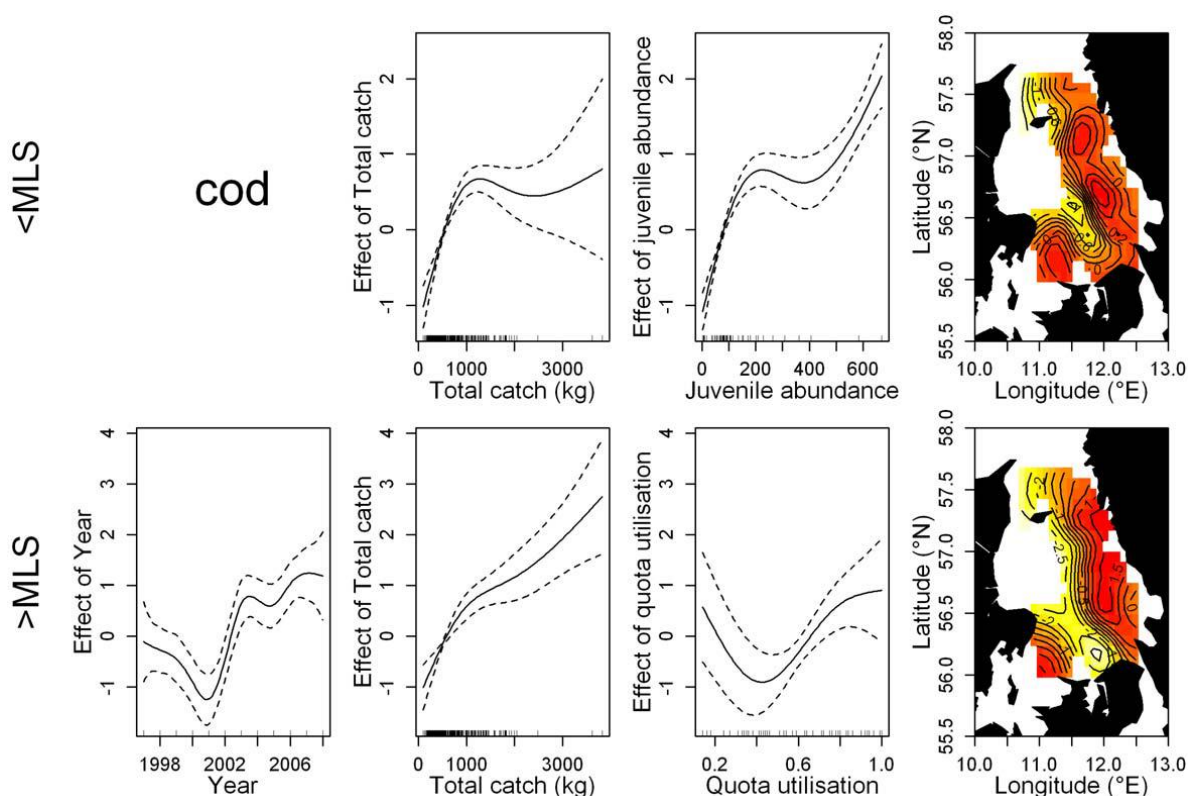 <MLS
cod
Effect of Total catch
-1 0 1 2
1000 3000
Total catch (kg)
Effect of juvenile abundance
-1 0 1 2
0 200 400 600
Juvenile abundance
Latitude (°N)
55.5 56.0 56.5 57.0 57.5 58.0
10.0 11.0 12.0 13.0
Longitude (°E)
>MLS
Effect of Year
-1 0 1 2 3 4
1998 2002 2006
Year
Effect of Total catch
-1 0 1 2 3 4
1000 3000
Total catch (kg)
Effect of quota utilisation
-1 0 1 2 3 4
0.2 0.6 1.0
Quota utilisation
Latitude (°N)
55.5 56.0 56.5 57.0 57.5 58.0
10.0 11.0 12.0 13.0
Longitude (°E)